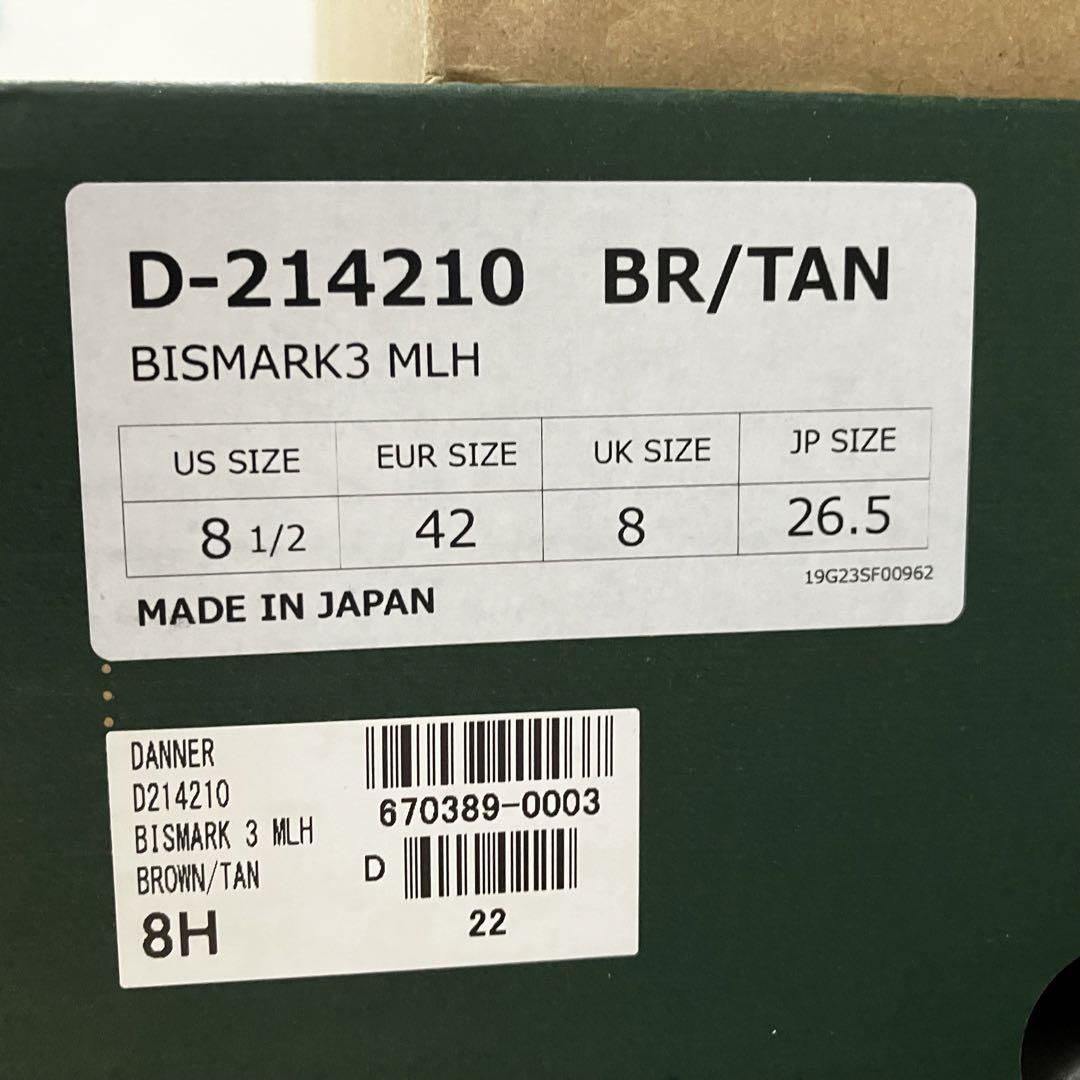 D-214210 BR/TAN
BISMARK3 MLH
US SIZE EUR SIZE UK SIZE JP SIZE
8 1/2 42 8 26.5
19G23SF00962
MADE IN JAPAN
DANNER
D214210
BISMARK 3 MLH
BROWN/TAN
8H
670389-0003
D
22